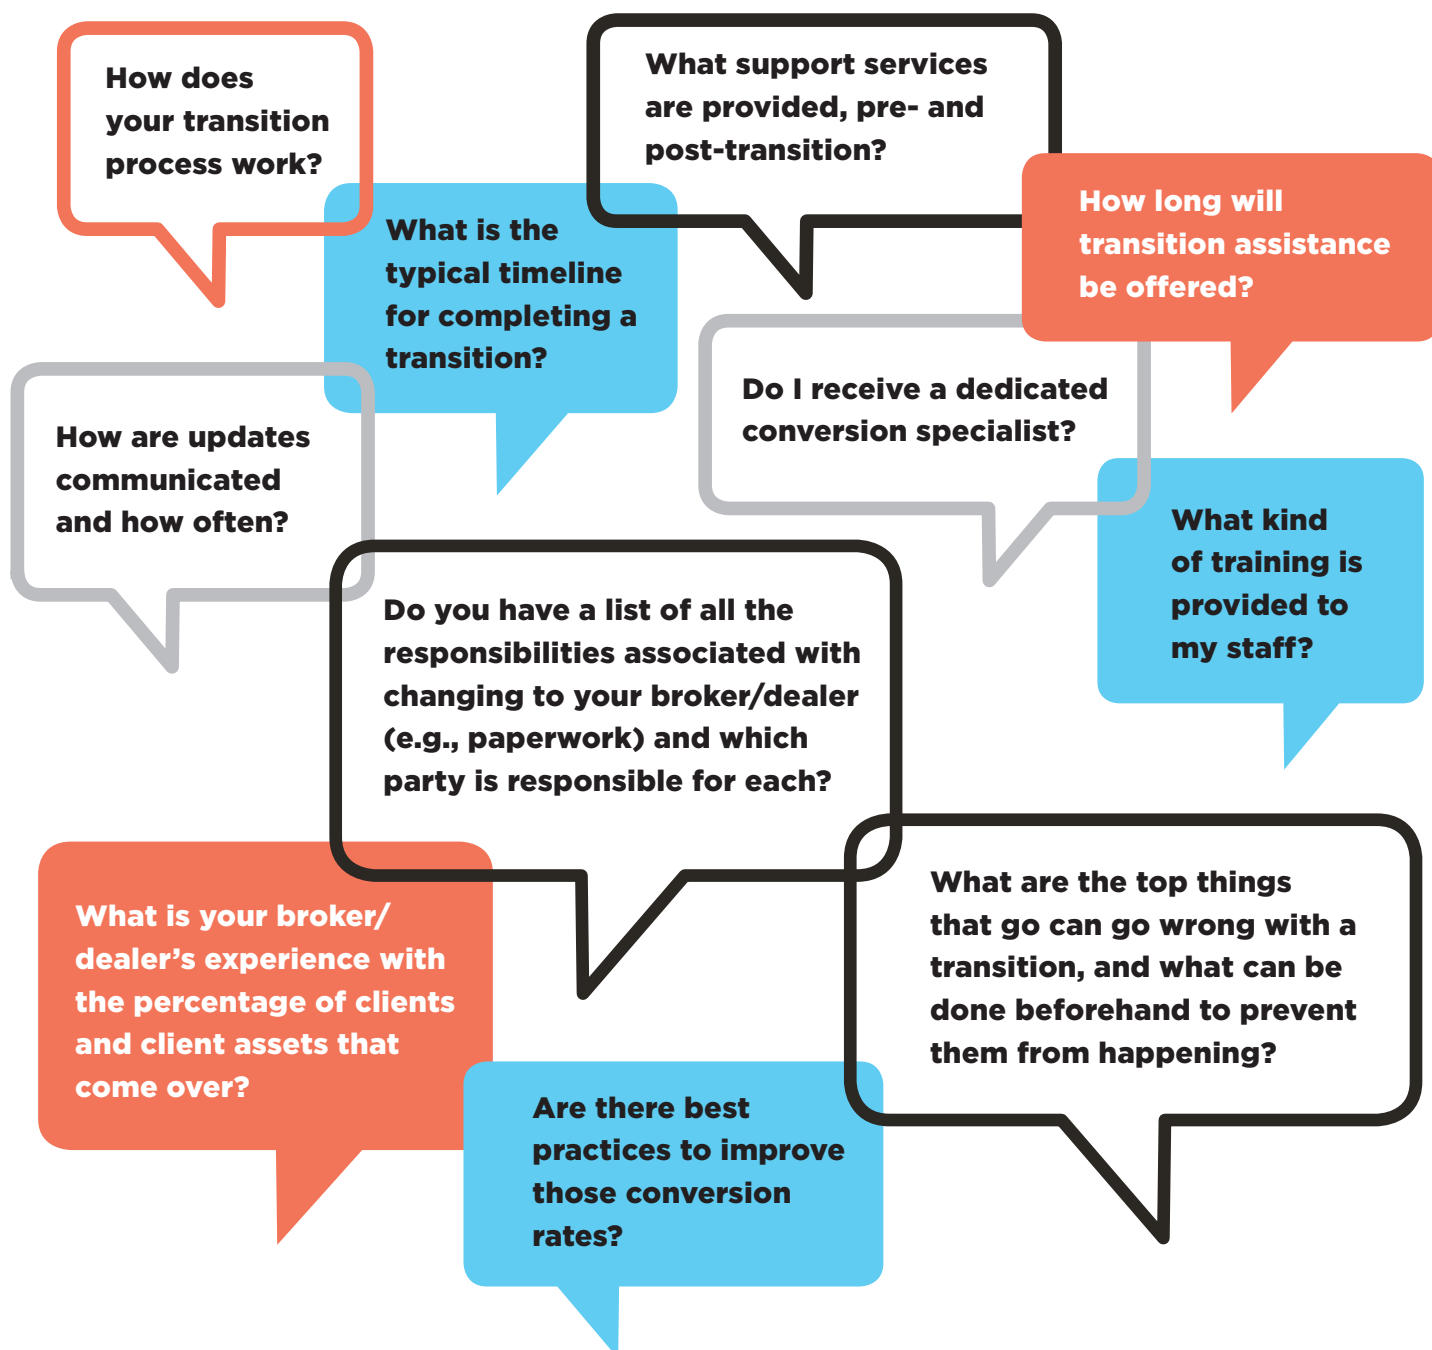 How does
your transition
process work?
What support services
are provided, pre- and
post-transition?
How long will
transition assistance
be offered?
What is the
typical timeline
for completing a
transition?
Do I receive a dedicated
conversion specialist?
How are updates
communicated
and how often?
What kind
of training is
provided to
my staff?
Do you have a list of all the
responsibilities associated with
changing to your broker/dealer
(e.g., paperwork) and which
party is responsible for each?
What are the top things
that go can go wrong with a
transition, and what can be
done beforehand to prevent
them from happening?
What is your broker/
dealer’s experience with
the percentage of clients
and client assets that
come over?
Are there best
practices to improve
those conversion
rates?